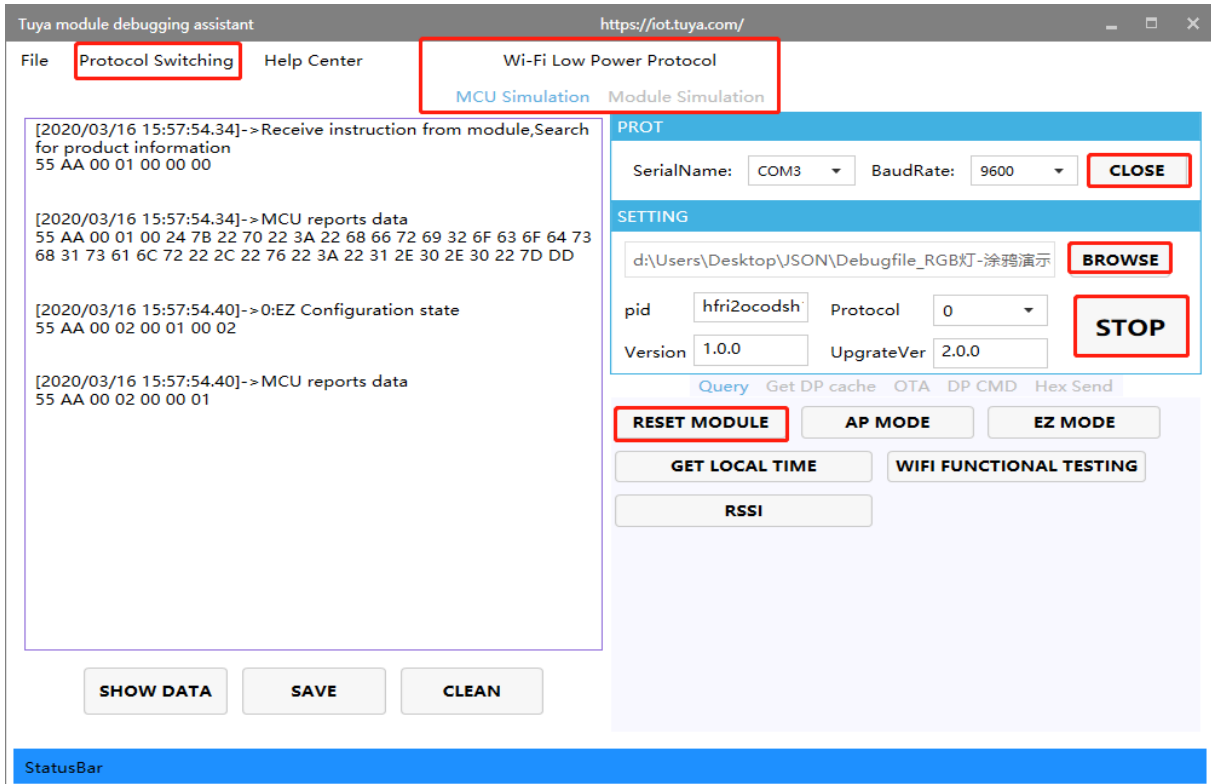 Tuya module debugging assistant https://iot.tuya.com/
File Protocol Switching Help Center Wi-Fi Low Power Protocol
MCU Simulation Module Simulation
[2020/03/16 15:57:54.34]->Receive instruction from module,Search
for product information
55 AA 00 01 00 00 00
[2020/03/16 15:57:54.34]->MCU reports data
55 AA 00 01 00 24 7B 22 70 22 3A 22 68 66 72 69 32 6F 63 6F 64 73
68 31 73 61 6C 72 22 2C 22 76 22 3A 22 31 2E 30 2E 30 22 7D DD
[2020/03/16 15:57:54.40]->0:EZ Configuration state
55 AA 00 02 00 01 00 02
[2020/03/16 15:57:54.40]->MCU reports data
55 AA 00 02 00 00 01
SHOW DATA SAVE CLEAN
PROT
SerialName: COM3 BaudRate: 9600 CLOSE
SETTING
d:\Users\Desktop\JSON\Debugfile_RGB灯-涂鸦演示 BROWSE
pid hfri2ocodsh Protocol 0
STOP
Version 1.0.0 UpgrateVer 2.0.0
Query Get DP cache OTA DP CMD Hex Send
RESET MODULE AP MODE EZ MODE
GET LOCAL TIME WIFI FUNCTIONAL TESTING
RSSI
StatusBar